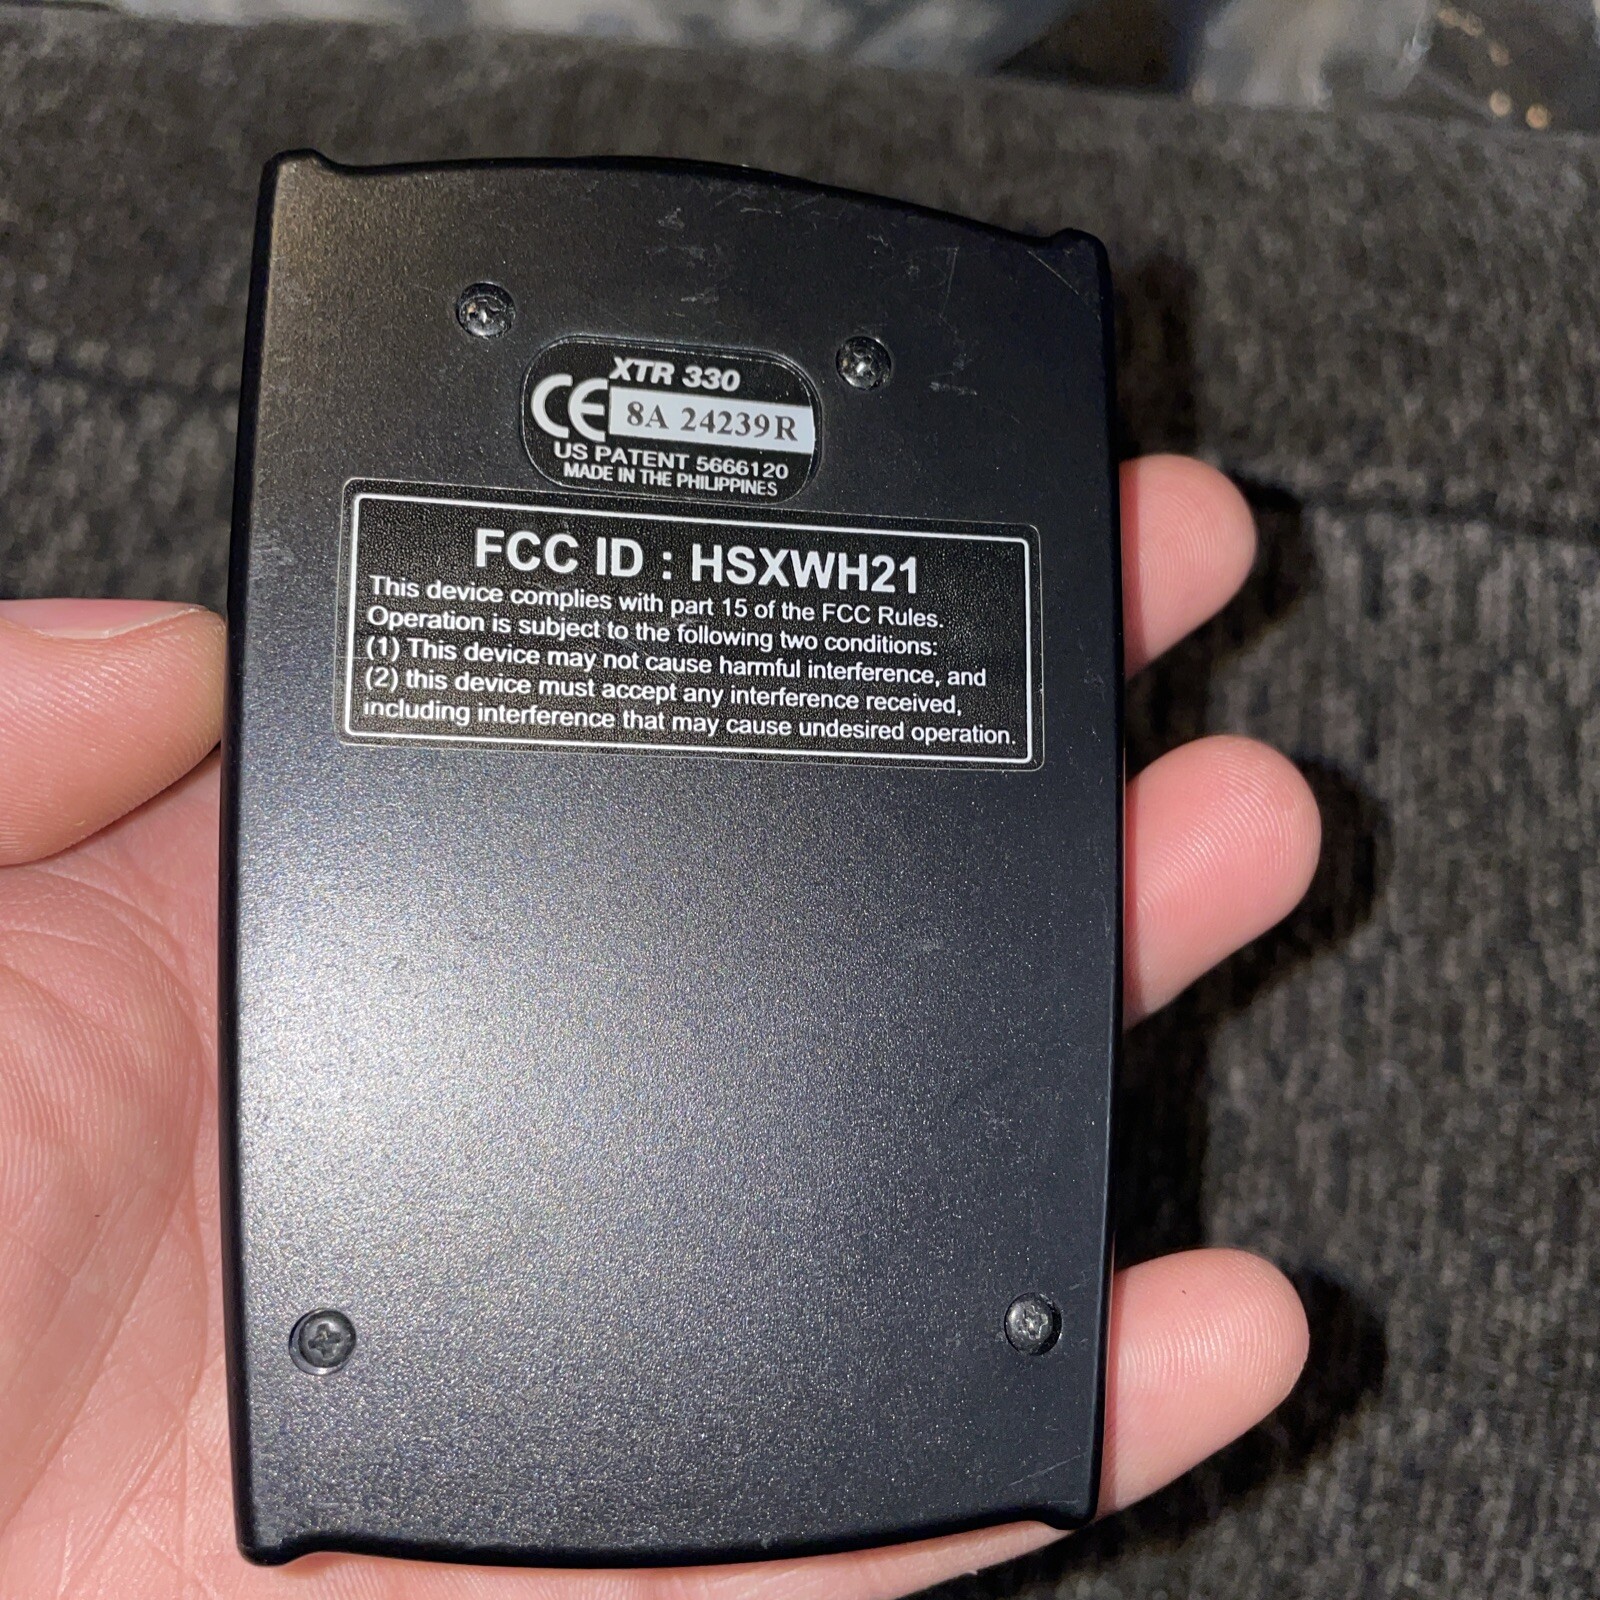 XTR 330
CE 8A 24239R
US PATENT 5666120
MADE IN THE PHILIPPINES
FCC ID : HSXWH21
This device complies with part 15 of the FCC Rules.
Operation is subject to the following two conditions:
(1) This device may not cause harmful interference, and
(2) this device must accept any interference received,
including interference that may cause undesired operation.